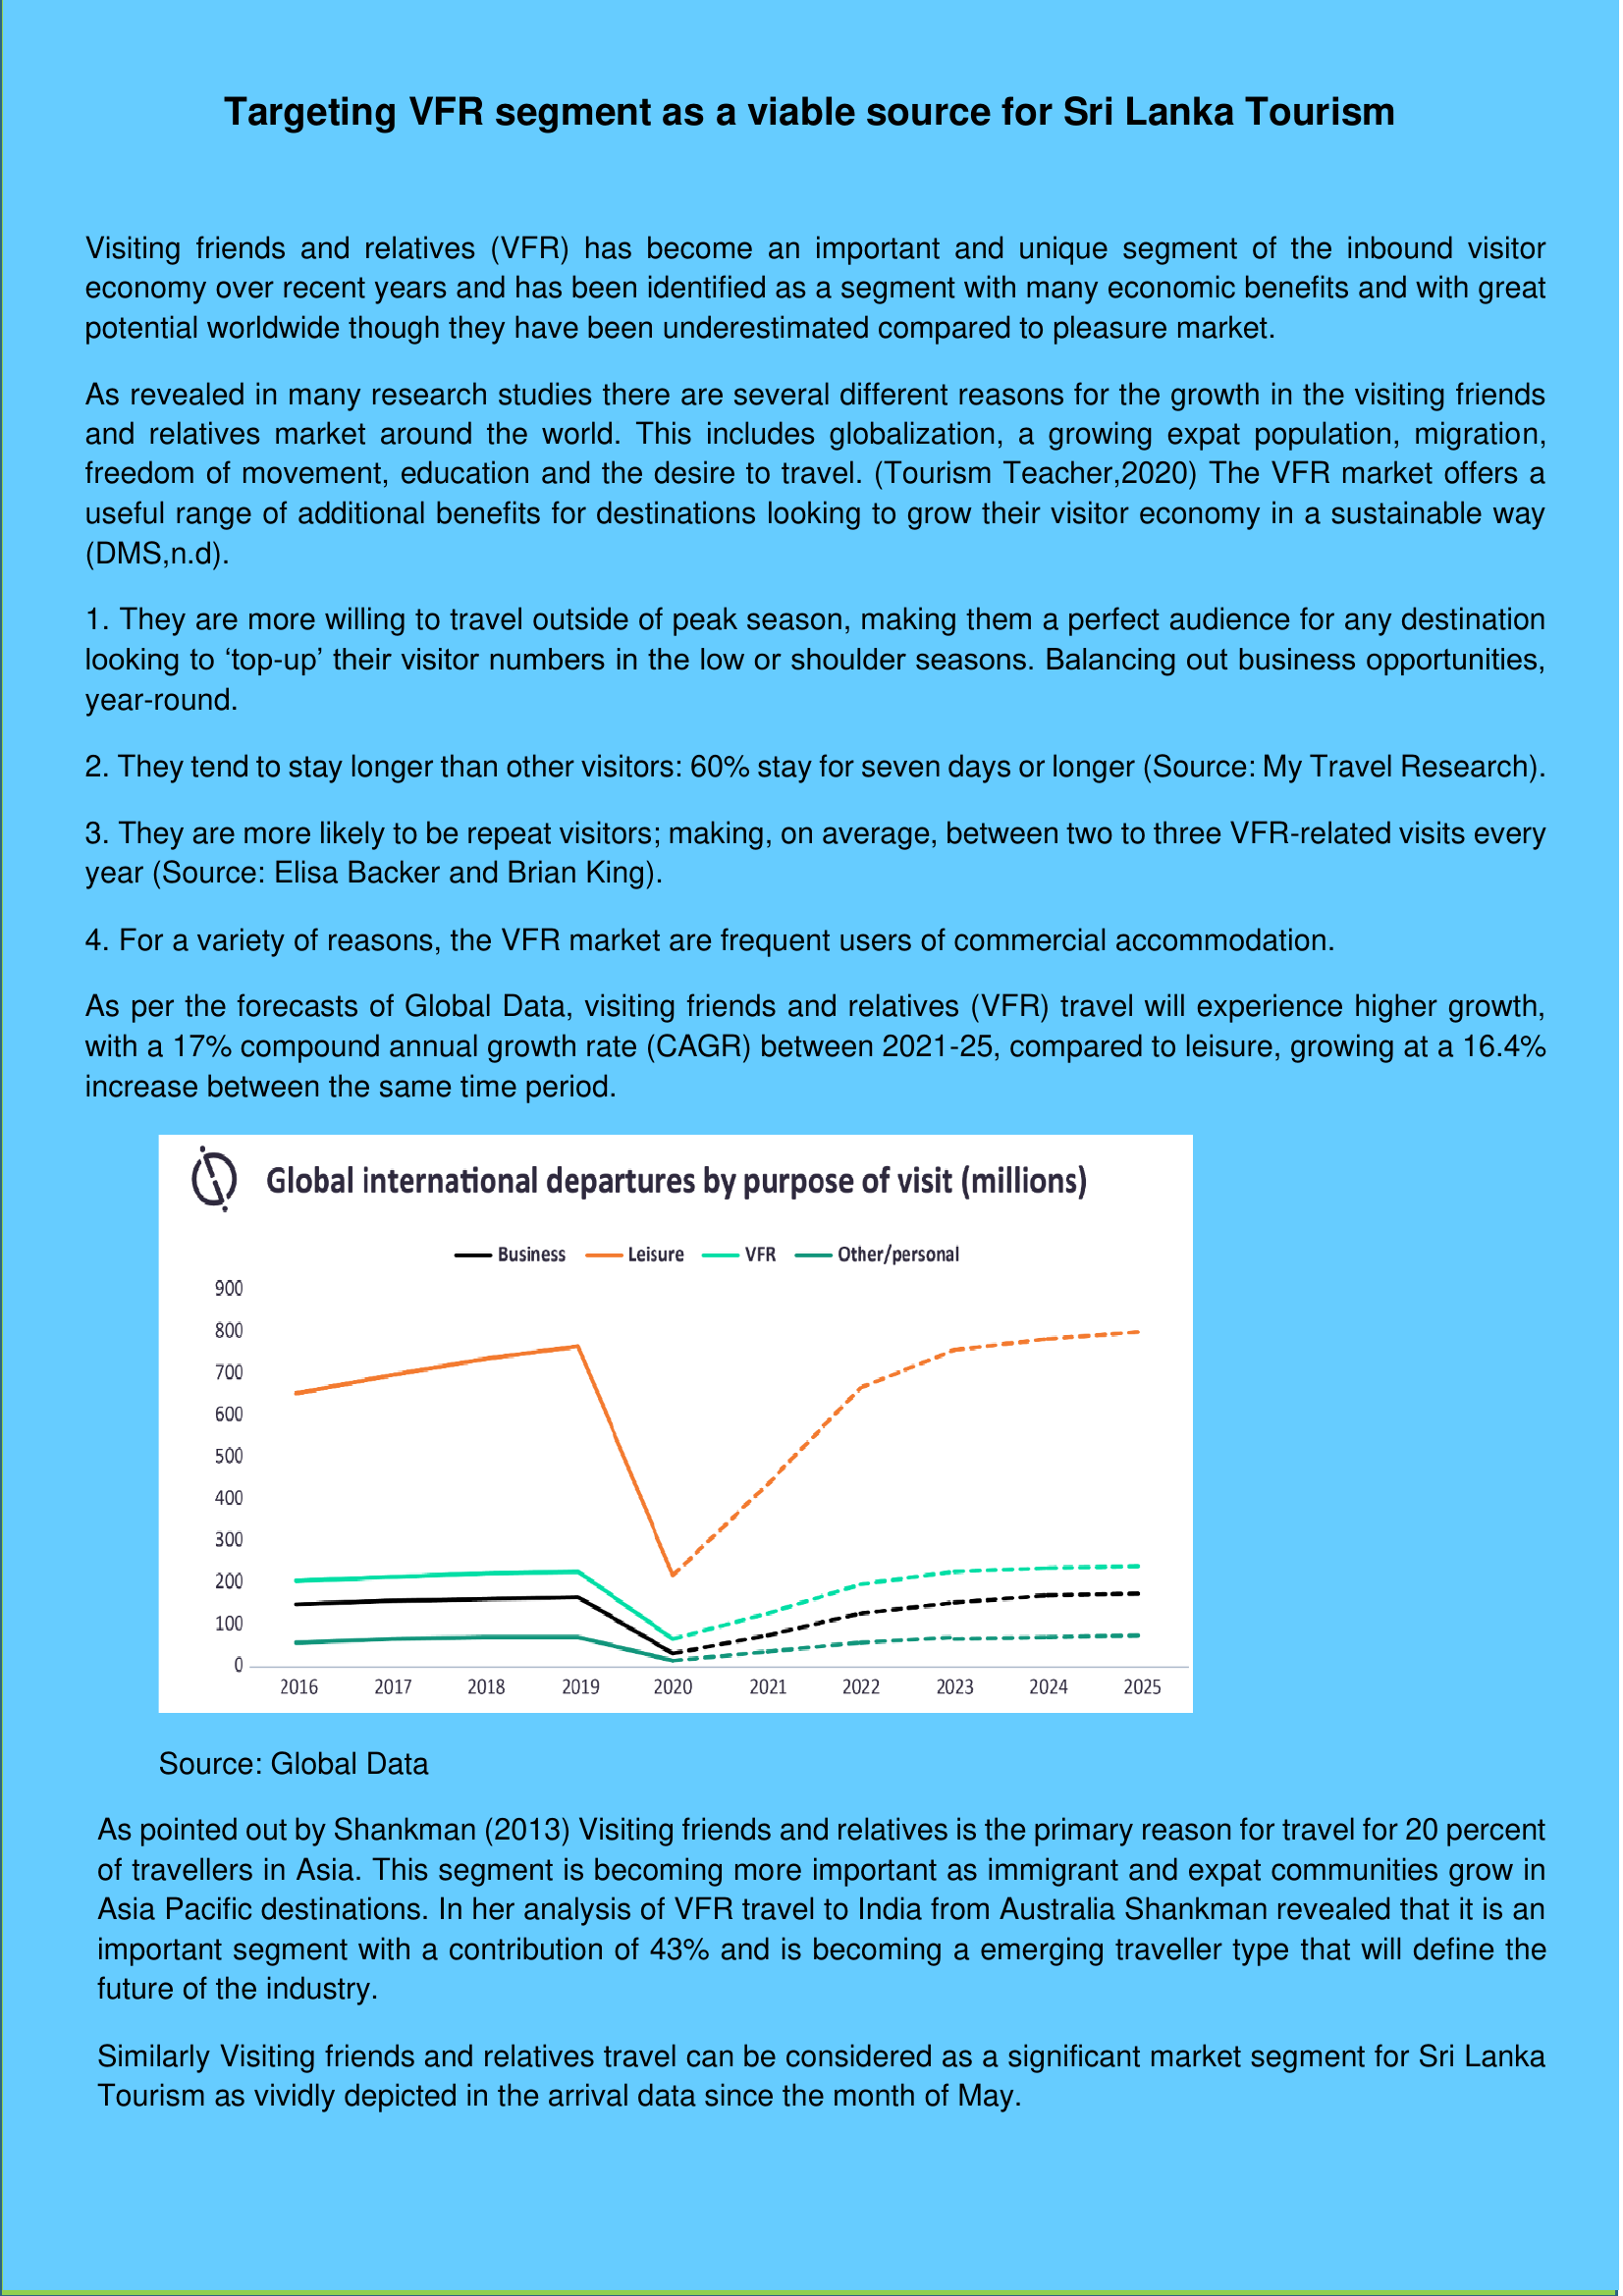 Targeting VFR segment as a viable source for Sri Lanka Tourism
Visiting friends and relatives (VFR) has become an important and unique segment of the inbound visitor
economy over recent years and has been identified as a segment with many economic benefits and with great
potential worldwide though they have been underestimated compared to pleasure market.
As revealed in many research studies there are several different reasons for the growth in the visiting friends
and relatives market around the world. This includes globalization, a growing expat population, migration,
freedom of movement, education and the desire to travel. (Tourism Teacher,2020) The VFR market offers a
useful range of additional benefits for destinations looking to grow their visitor economy in a sustainable way
(DMS,n.d).
1. They are more willing to travel outside of peak season, making them a perfect audience for any destination
looking to ‘top-up’ their visitor numbers in the low or shoulder seasons. Balancing out business opportunities,
year-round.
2. They tend to stay longer than other visitors: 60% stay for seven days or longer (Source: My Travel Research).
3. They are more likely to be repeat visitors; making, on average, between two to three VFR-related visits every
year (Source: Elisa Backer and Brian King).
4. For a variety of reasons, the VFR market are frequent users of commercial accommodation.
As per the forecasts of Global Data, visiting friends and relatives (VFR) travel will experience higher growth,
with a 17% compound annual growth rate (CAGR) between 2021-25, compared to leisure, growing at a 16.4%
increase between the same time period.
Global international departures by purpose of visit (millions)
Business Leisure VFR Other/personal
900
800
700
600
500
400
300
200
100
0
2016 2017 2018 2019 2020 2021 2022 2023 2024 2025
Source: Global Data
As pointed out by Shankman (2013) Visiting friends and relatives is the primary reason for travel for 20 percent
of travellers in Asia. This segment is becoming more important as immigrant and expat communities grow in
Asia Pacific destinations. In her analysis of VFR travel to India from Australia Shankman revealed that it is an
important segment with a contribution of 43% and is becoming a emerging traveller type that will define the
future of the industry.
Similarly Visiting friends and relatives travel can be considered as a significant market segment for Sri Lanka
Tourism as vividly depicted in the arrival data since the month of May.